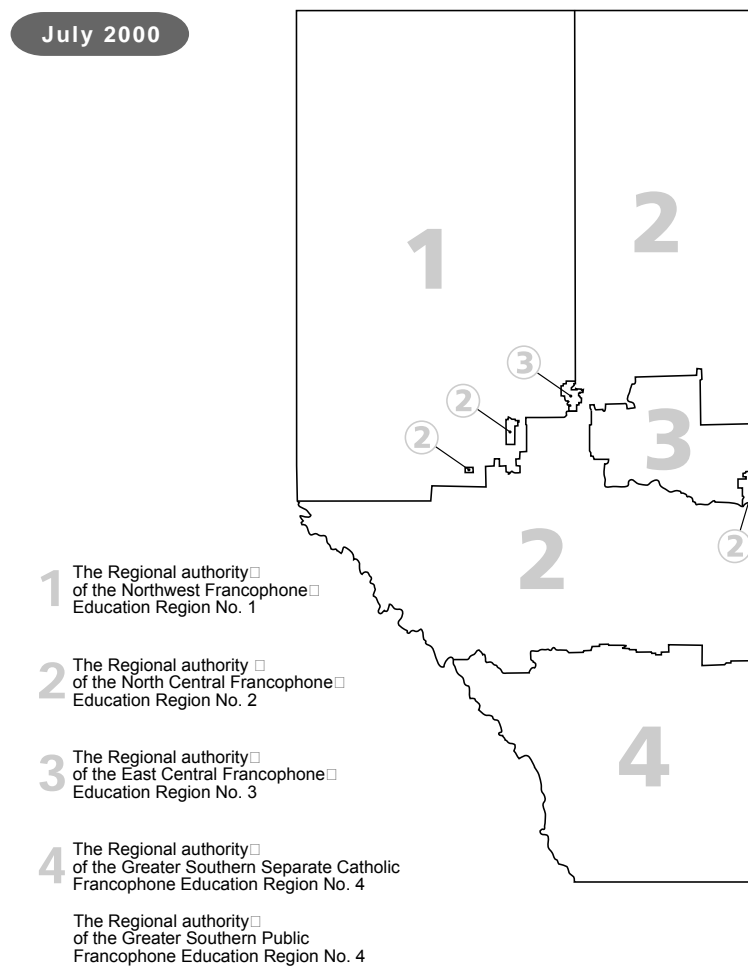 July 2000
1
2
3
2
2
3
2
2
1 The Regional authority□
of the Northwest Francophone□
Education Region No. 1
2 The Regional authority □
of the North Central Francophone□
Education Region No. 2
3 The Regional authority□
of the East Central Francophone□
Education Region No. 3
4 The Regional authority□
of the Greater Southern Separate Catholic
Francophone Education Region No. 4
The Regional authority□
of the Greater Southern Public
Francophone Education Region No. 4
4